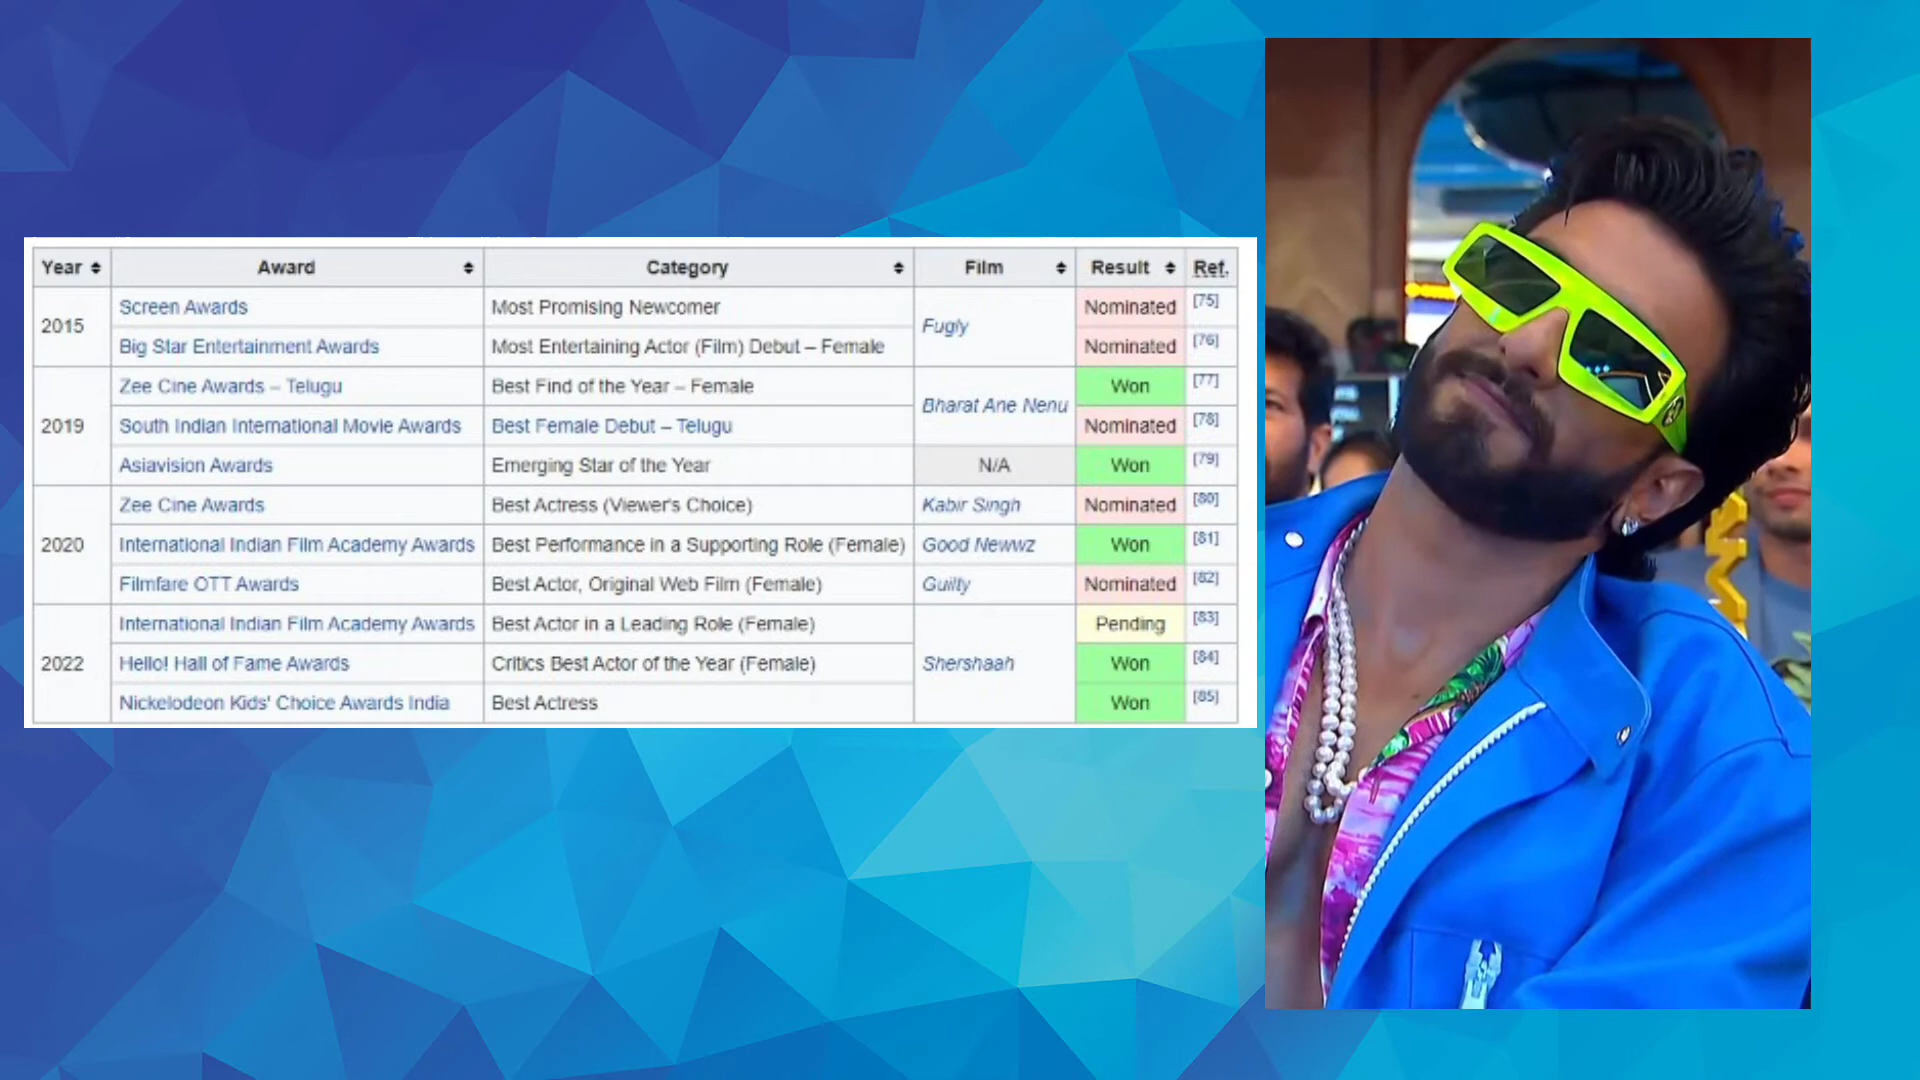 Year Award Category Film Result Ref.
2015 Screen Awards Most Promising Newcomer Fugly Nominated [75]
Big Star Entertainment Awards Most Entertaining Actor (Film) Debut – Female Nominated [76]
2019 Zee Cine Awards – Telugu Best Find of the Year – Female Bharat Ane Nenu Won [77]
South Indian International Movie Awards Best Female Debut – Telugu Nominated [78]
Asiavision Awards Emerging Star of the Year N/A Won [79]
2020 Zee Cine Awards Best Actress (Viewer's Choice) Kabir Singh Nominated [80]
International Indian Film Academy Awards Best Performance in a Supporting Role (Female) Good Newwz Won [81]
Filmfare OTT Awards Best Actor, Original Web Film (Female) Guilty Nominated [82]
2022 International Indian Film Academy Awards Best Actor in a Leading Role (Female) Shershaah Pending [83]
Hello! Hall of Fame Awards Critics Best Actor of the Year (Female) Won [84]
Nickelodeon Kids' Choice Awards India Best Actress Won [85]